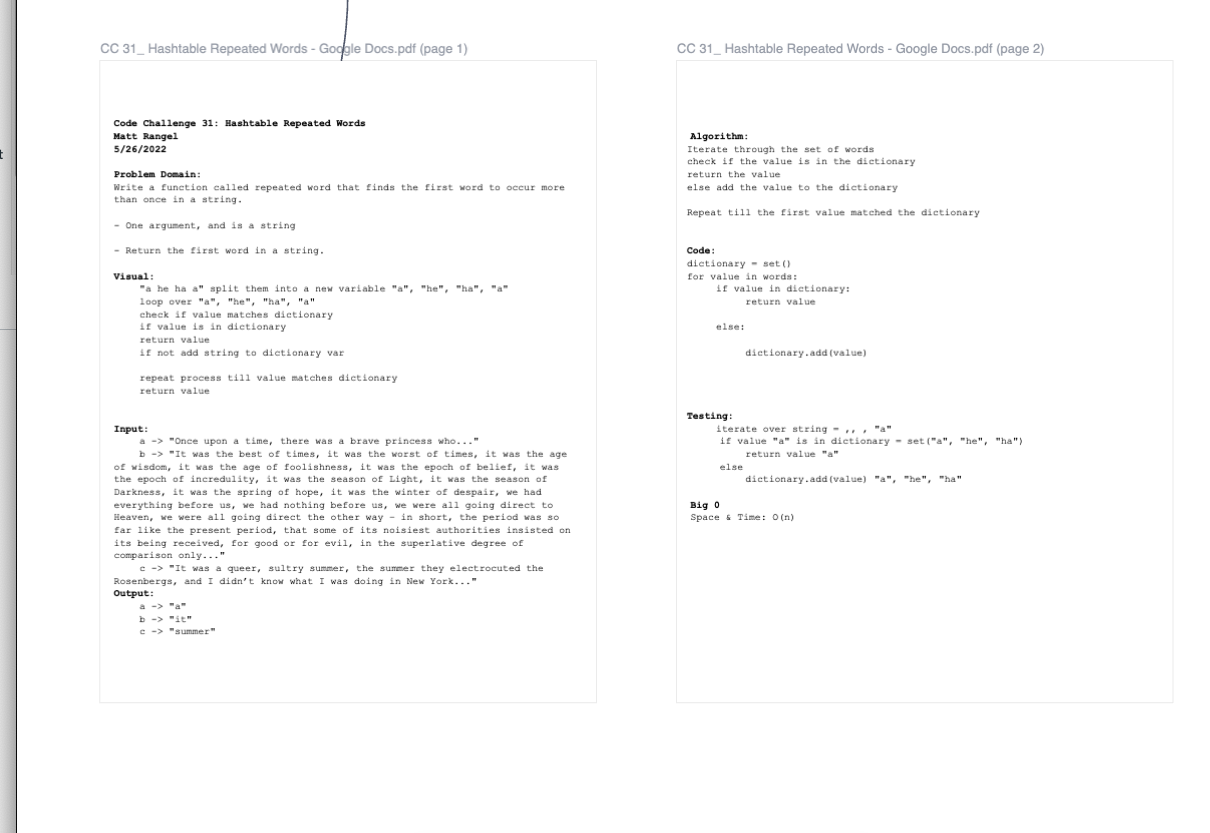 CC 31_ Hashtable Repeated Words - Google Docs.pdf (page 1)
Code Challenge 31: Hashtable Repeated Words
Matt Rangel
5/26/2022
Problem Domain:
Write a function called repeated word that finds the first word to occur more
than once in a string.
- One argument, and is a string
- Return the first word in a string.
Visual:
"a he ha a" split them into a new variable "a", "he", "ha", "a"
loop over "a", "he", "ha", "a"
check if value matches dictionary
if value is in dictionary
return value
if not add string to dictionary var
repeat process till value matches dictionary
return value
Input:
a -> "Once upon a time, there was a brave princess who..."
b -> "It was the best of times, it was the worst of times, it was the age
of wisdom, it was the age of foolishness, it was the epoch of belief, it was
the epoch of incredulity, it was the season of Light, it was the season of
Darkness, it was the spring of hope, it was the winter of despair, we had
everything before us, we had nothing before us, we were all going direct to
Heaven, we were all going direct the other way – in short, the period was so
far like the present period, that some of its noisiest authorities insisted on
its being received, for good or for evil, in the superlative degree of
comparison only..."
c -> "It was a queer, sultry summer, the summer they electrocuted the
Rosenbergs, and I didn’t know what I was doing in New York..."
Output:
a -> "a"
b -> "it"
c -> "summer"
CC 31_ Hashtable Repeated Words - Google Docs.pdf (page 2)
Algorithm:
Iterate through the set of words
check if the value is in the dictionary
return the value
else add the value to the dictionary
Repeat till the first value matched the dictionary
Code:
dictionary = set()
for value in words:
if value in dictionary:
return value
else:
dictionary.add(value)
Testing:
iterate over string = ,, , "a"
if value "a" is in dictionary = set("a", "he", "ha")
return value "a"
else
dictionary.add(value) "a", "he", "ha"
Big O
Space & Time: O(n)
t